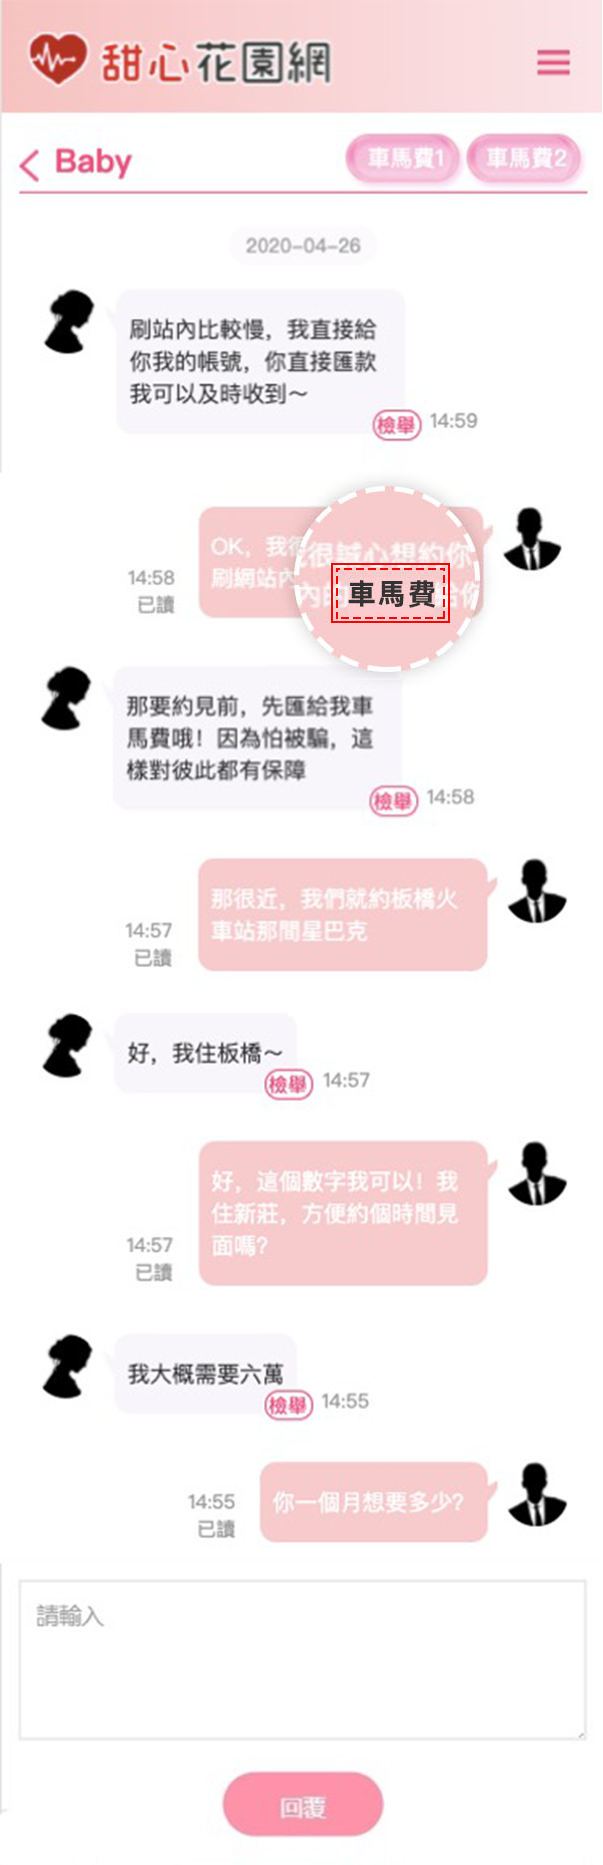 甜心花園網
Baby
車馬費1
車馬費2
2020-04-26
刷站內比較慢，我直接給
你我的帳號，你直接匯款
我可以及時收到～
檢舉 14:59
OK，我
很誠心想約你
刷網站內
車馬費
給你
14:58
已讀
那要約見前，先匯給我車
馬費哦！因為怕被騙，這
樣對彼此都有保障
檢舉 14:58
那很近，我們就約板橋火
車站那間星巴克
14:57
已讀
好，我住板橋～
檢舉 14:57
好，這個數字我可以！我
住新莊，方便約個時間見
面嗎？
14:57
已讀
我大概需要六萬
檢舉 14:55
你一個月想要多少？
14:55
已讀
請輸入
回覆